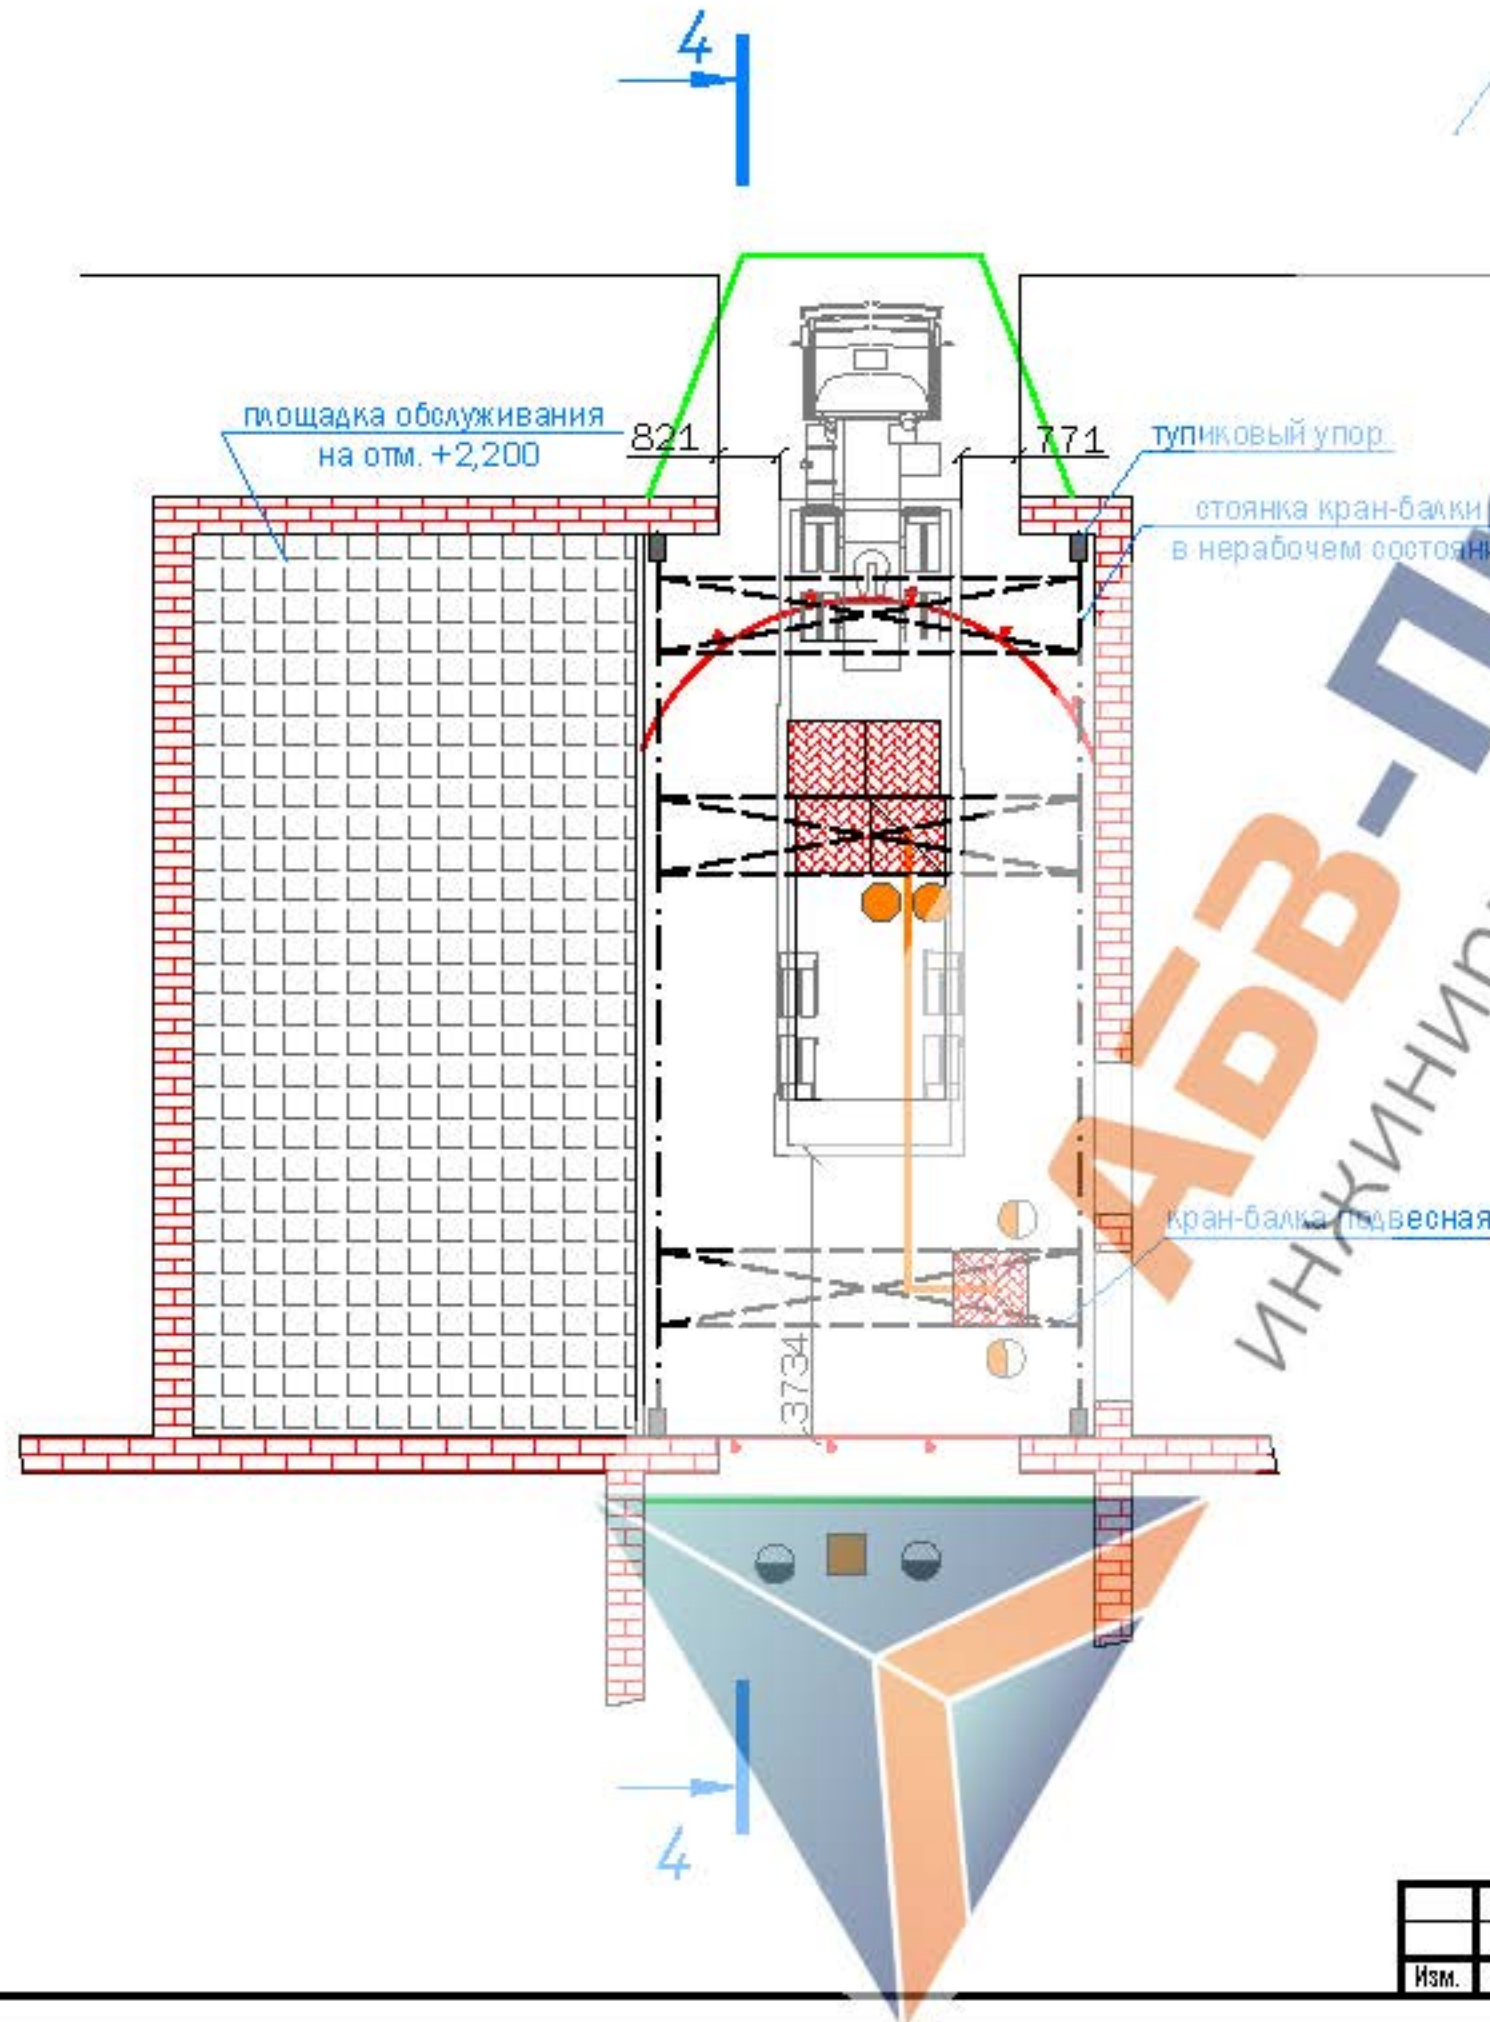 4
площадка обслуживания
на отм. +2,200
821
771
тупиковый упор
стоянка кран-балки
в нерабочем
АБВ-
кран-балка подвесная
3734
4
Изм.